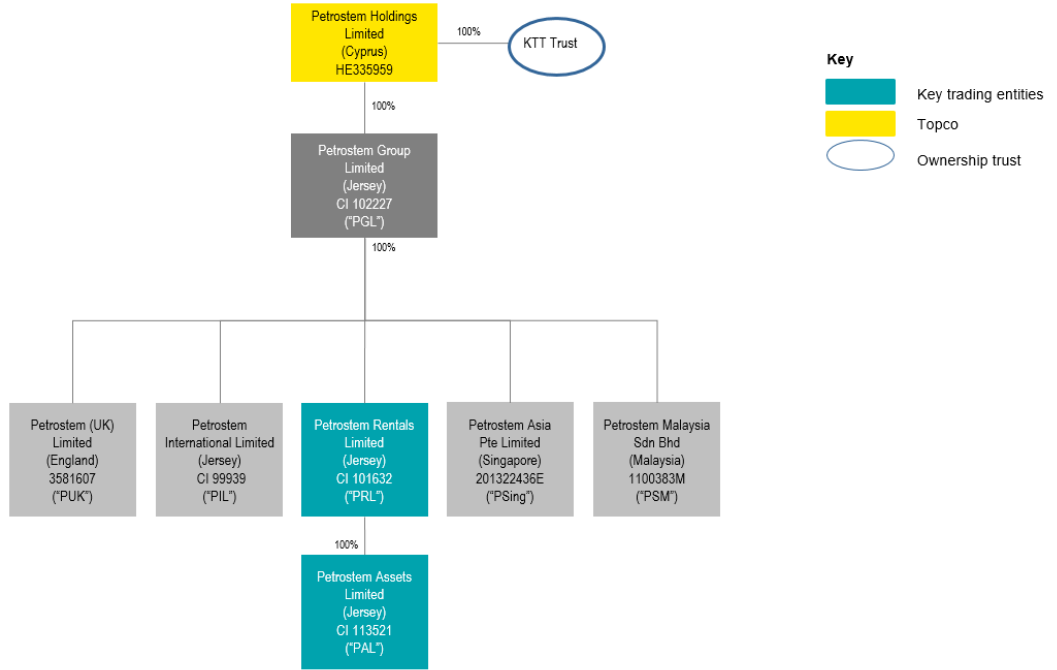 Petrostem Holdings
Limited
(Cyprus)
HE335959
100%
KTT Trust
Key
Key trading entities
Topco
Ownership trust
100%
Petrostem Group
Limited
(Jersey)
CI 102227
("PGL")
100%
Petrostem (UK)
Limited
(England)
3581607
("PUK")
Petrostem
International Limited
(Jersey)
CI 99939
("PIL")
Petrostem Rentals
Limited
(Jersey)
CI 101632
("PRL")
Petrostem Asia
Pte Limited
(Singapore)
201322436E
("PSing")
Petrostem Malaysia
Sdn Bhd
(Malaysia)
1100383M
("PSM")
100%
Petrostem Assets
Limited
(Jersey)
CI 113521
("PAL")